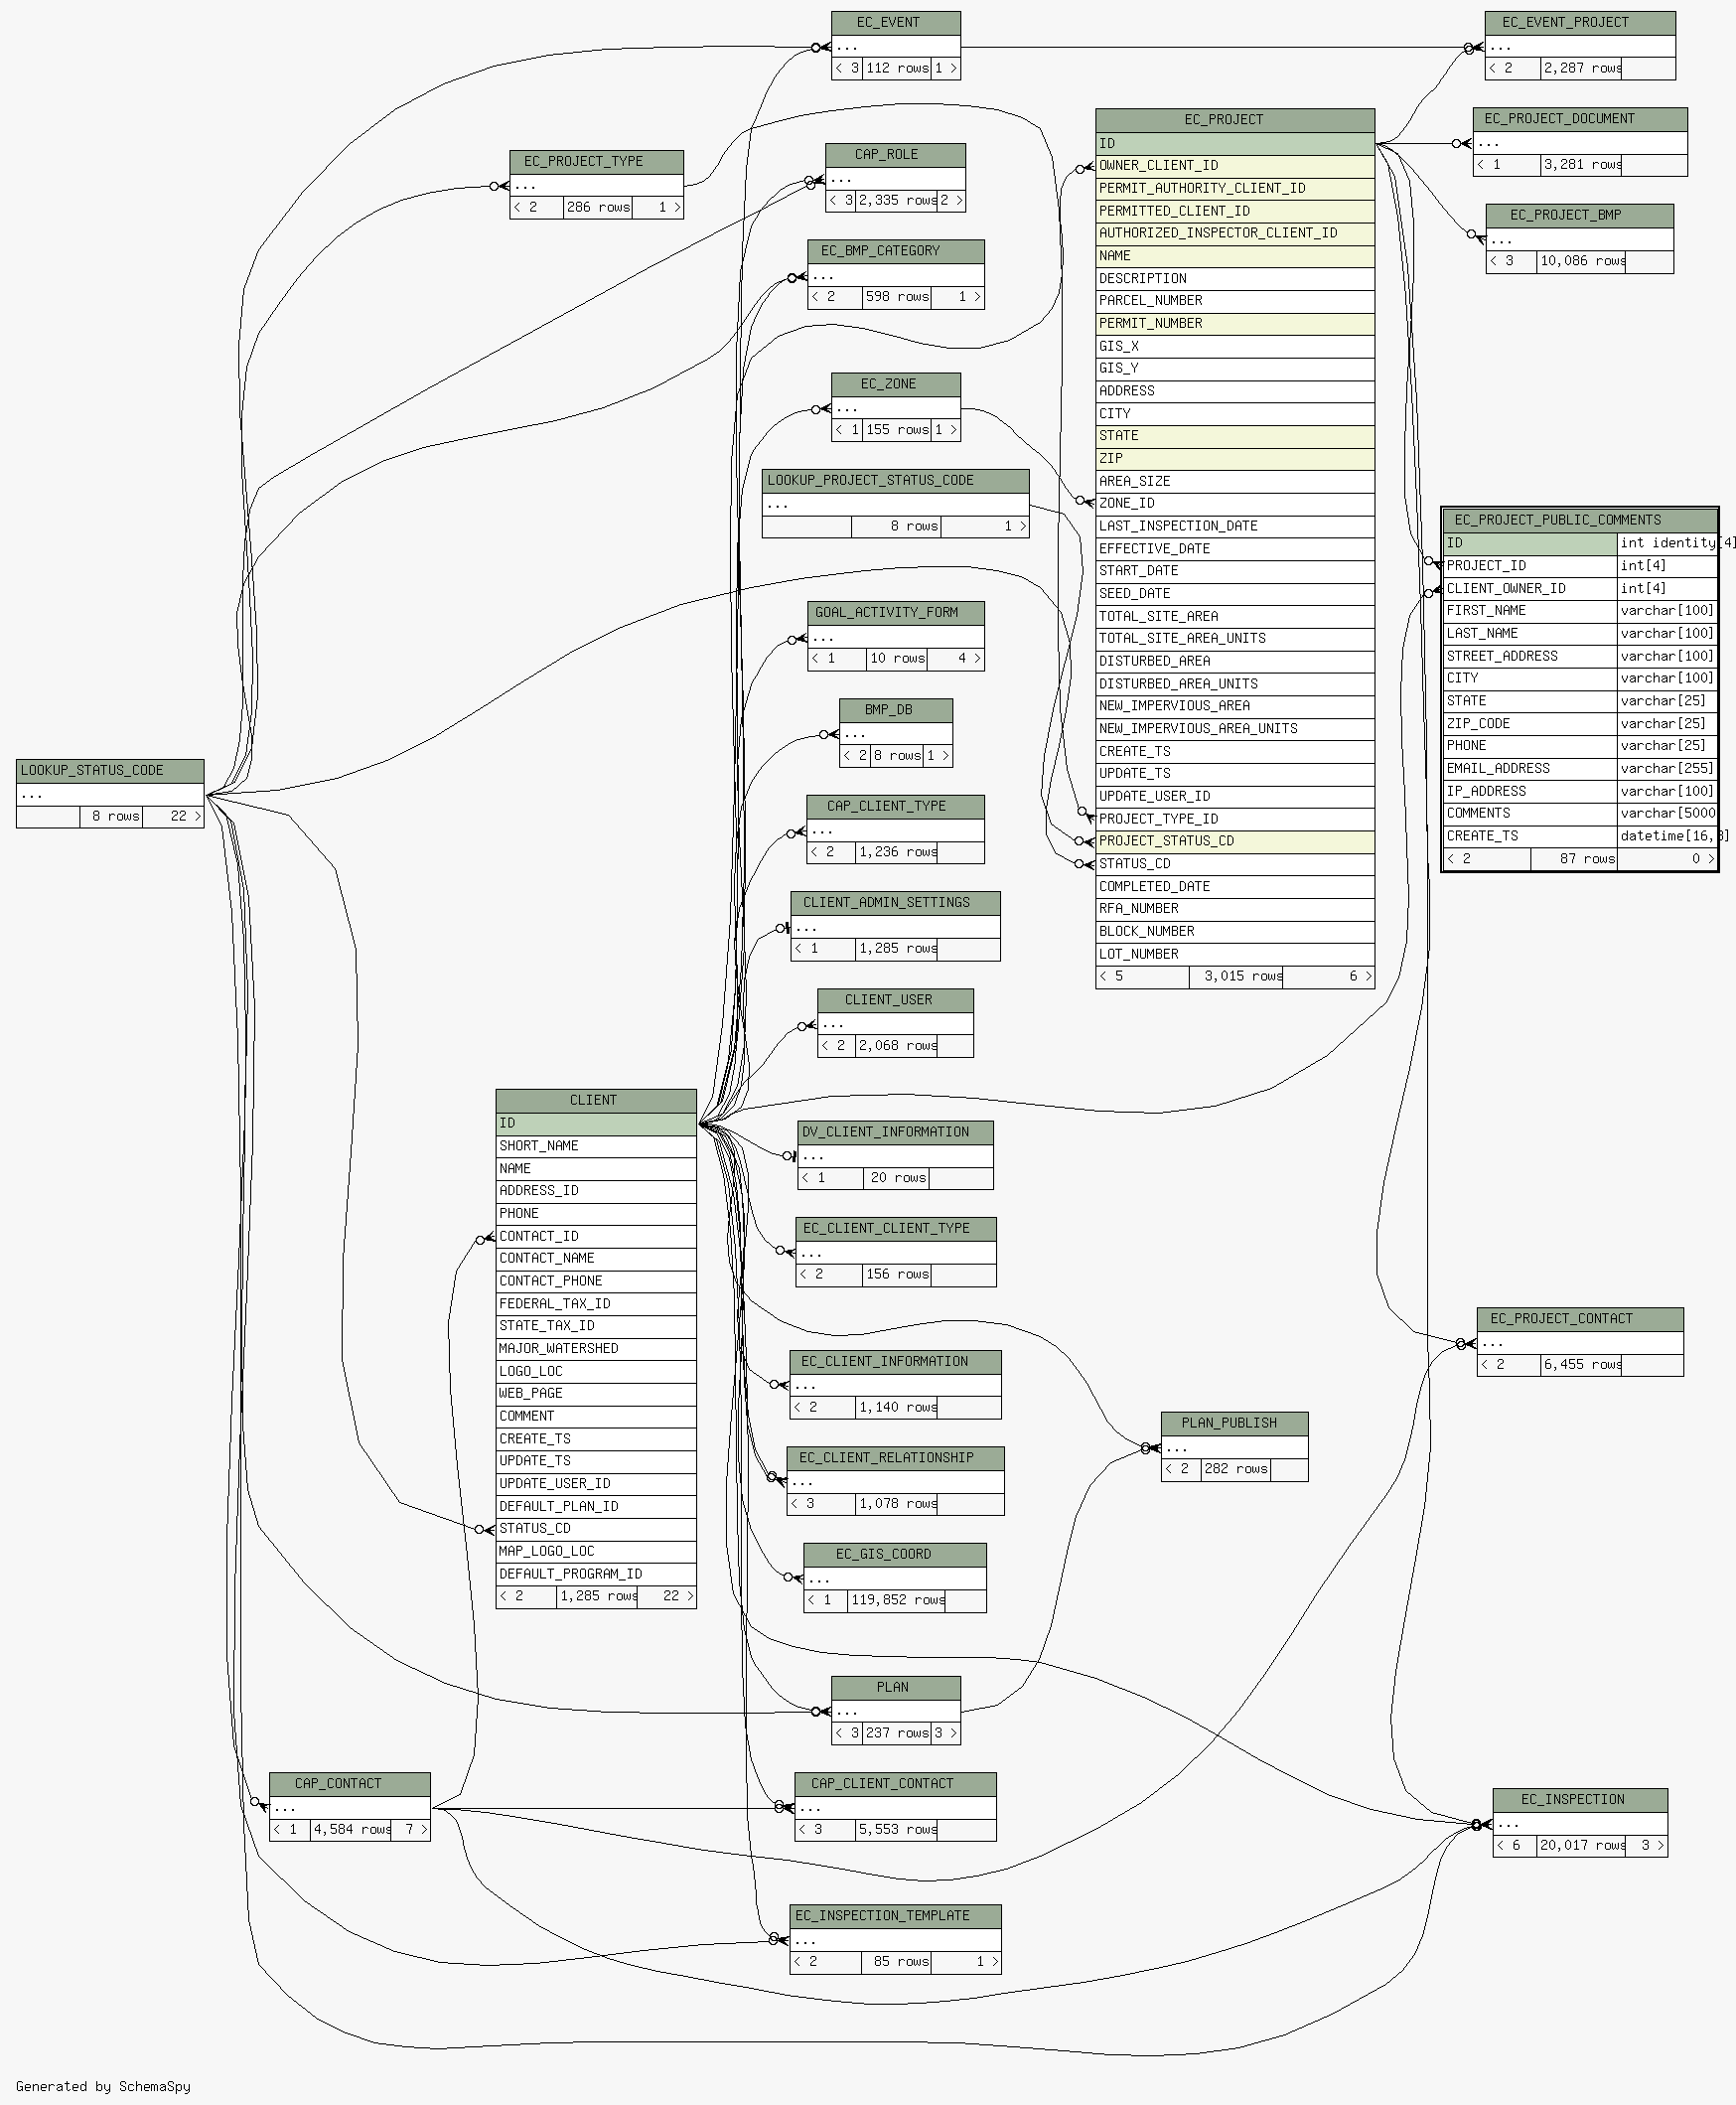 EC_EVENT
...
< 3 112 rows 1 >
EC_EVENT_PROJECT
...
< 2 2,287 rows
EC_PROJECT_DOCUMENT
...
< 1 3,281 rows
EC_PROJECT_BMP
...
< 3 10,086 rows
EC_PROJECT_TYPE
...
< 2 286 rows 1 >
CAP_ROLE
...
< 3 2,335 rows 2 >
EC_BMP_CATEGORY
...
< 2 598 rows 1 >
EC_ZONE
...
< 1 155 rows 1 >
LOOKUP_PROJECT_STATUS_CODE
...
8 rows 1 >
GOAL_ACTIVITY_FORM
...
< 1 10 rows 4 >
BMP_DB
...
< 2 8 rows 1 >
CAP_CLIENT_TYPE
...
< 2 1,236 rows
CLIENT_ADMIN_SETTINGS
...
< 1 1,285 rows
CLIENT_USER
...
< 2 2,068 rows
EC_PROJECT
ID
OWNER_CLIENT_ID
PERMIT_AUTHORITY_CLIENT_ID
PERMITTED_CLIENT_ID
AUTHORIZED_INSPECTOR_CLIENT_ID
NAME
DESCRIPTION
PARCEL_NUMBER
PERMIT_NUMBER
GIS_X
GIS_Y
ADDRESS
CITY
STATE
ZIP
AREA_SIZE
ZONE_ID
LAST_INSPECTION_DATE
EFFECTIVE_DATE
START_DATE
SEED_DATE
TOTAL_SITE_AREA
TOTAL_SITE_AREA_UNITS
DISTURBED_AREA
DISTURBED_AREA_UNITS
NEW_IMPERVIOUS_AREA
NEW_IMPERVIOUS_AREA_UNITS
CREATE_TS
UPDATE_TS
UPDATE_USER_ID
PROJECT_TYPE_ID
PROJECT_STATUS_CD
STATUS_CD
COMPLETED_DATE
RFA_NUMBER
BLOCK_NUMBER
LOT_NUMBER
< 5 3,015 rows 6 >
EC_PROJECT_PUBLIC_COMMENTS
ID int identity[4]
PROJECT_ID int[4]
CLIENT_OWNER_ID int[4]
FIRST_NAME varchar[100]
LAST_NAME varchar[100]
STREET_ADDRESS varchar[100]
CITY varchar[100]
STATE varchar[25]
ZIP_CODE varchar[25]
PHONE varchar[25]
EMAIL_ADDRESS varchar[255]
IP_ADDRESS varchar[100]
COMMENTS varchar[5000
CREATE_TS datetime[16,3]
< 2 87 rows 0 >
LOOKUP_STATUS_CODE
...
8 rows 22 >
CLIENT
ID
SHORT_NAME
NAME
ADDRESS_ID
PHONE
CONTACT_ID
CONTACT_NAME
CONTACT_PHONE
FEDERAL_TAX_ID
STATE_TAX_ID
MAJOR_WATERSHED
LOGO_LOC
WEB_PAGE
COMMENT
CREATE_TS
UPDATE_TS
UPDATE_USER_ID
DEFAULT_PLAN_ID
STATUS_CD
MAP_LOGO_LOC
DEFAULT_PROGRAM_ID
< 2 1,285 rows 22 >
DV_CLIENT_INFORMATION
...
< 1 20 rows
EC_CLIENT_CLIENT_TYPE
...
< 2 156 rows
EC_CLIENT_INFORMATION
...
< 2 1,140 rows
EC_CLIENT_RELATIONSHIP
...
< 3 1,078 rows
EC_GIS_COORD
...
< 1 119,852 rows
PLAN
...
< 3 237 rows 3 >
EC_PROJECT_CONTACT
...
< 2 6,455 rows
PLAN_PUBLISH
...
< 2 282 rows
CAP_CONTACT
...
< 1 4,584 rows 7 >
CAP_CLIENT_CONTACT
...
< 3 5,553 rows
EC_INSPECTION
...
< 6 20,017 rows 3 >
EC_INSPECTION_TEMPLATE
...
< 2 85 rows 1 >
Generated by SchemaSpy